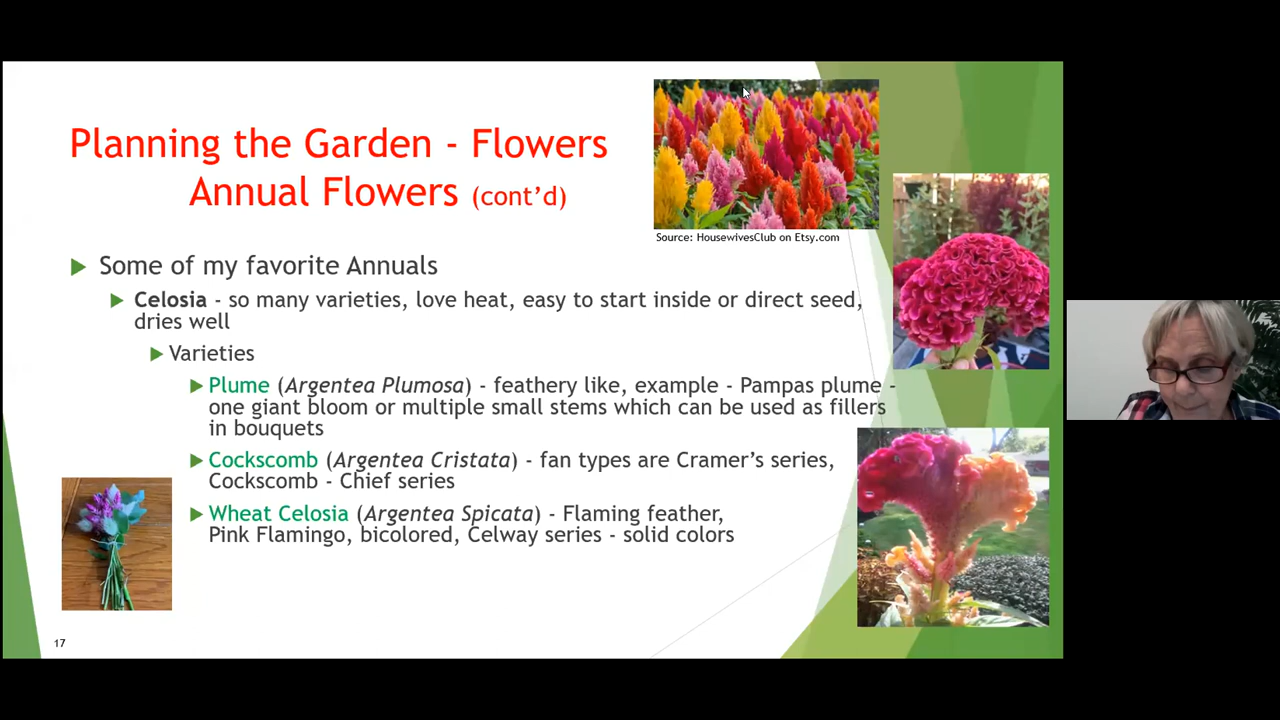 Planning the Garden - Flowers
Annual Flowers (cont’d)
Source: HousewivesClub on Etsy.com
Some of my favorite Annuals
Celosia - so many varieties, love heat, easy to start inside or direct seed,
dries well
Varieties
Plume (Argentea Plumosa) - feathery like, example - Pampas plume -
one giant bloom or multiple small stems which can be used as fillers
in bouquets
Cockscomb (Argentea Cristata) - fan types are Cramer’s series,
Cockscomb - Chief series
Wheat Celosia (Argentea Spicata) - Flaming feather,
Pink Flamingo, bicolored, Celway series - solid colors
17